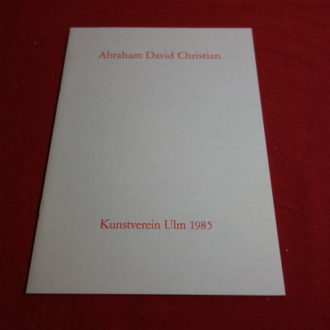 Abraham David Christian
Kunstverein Ulm 1985